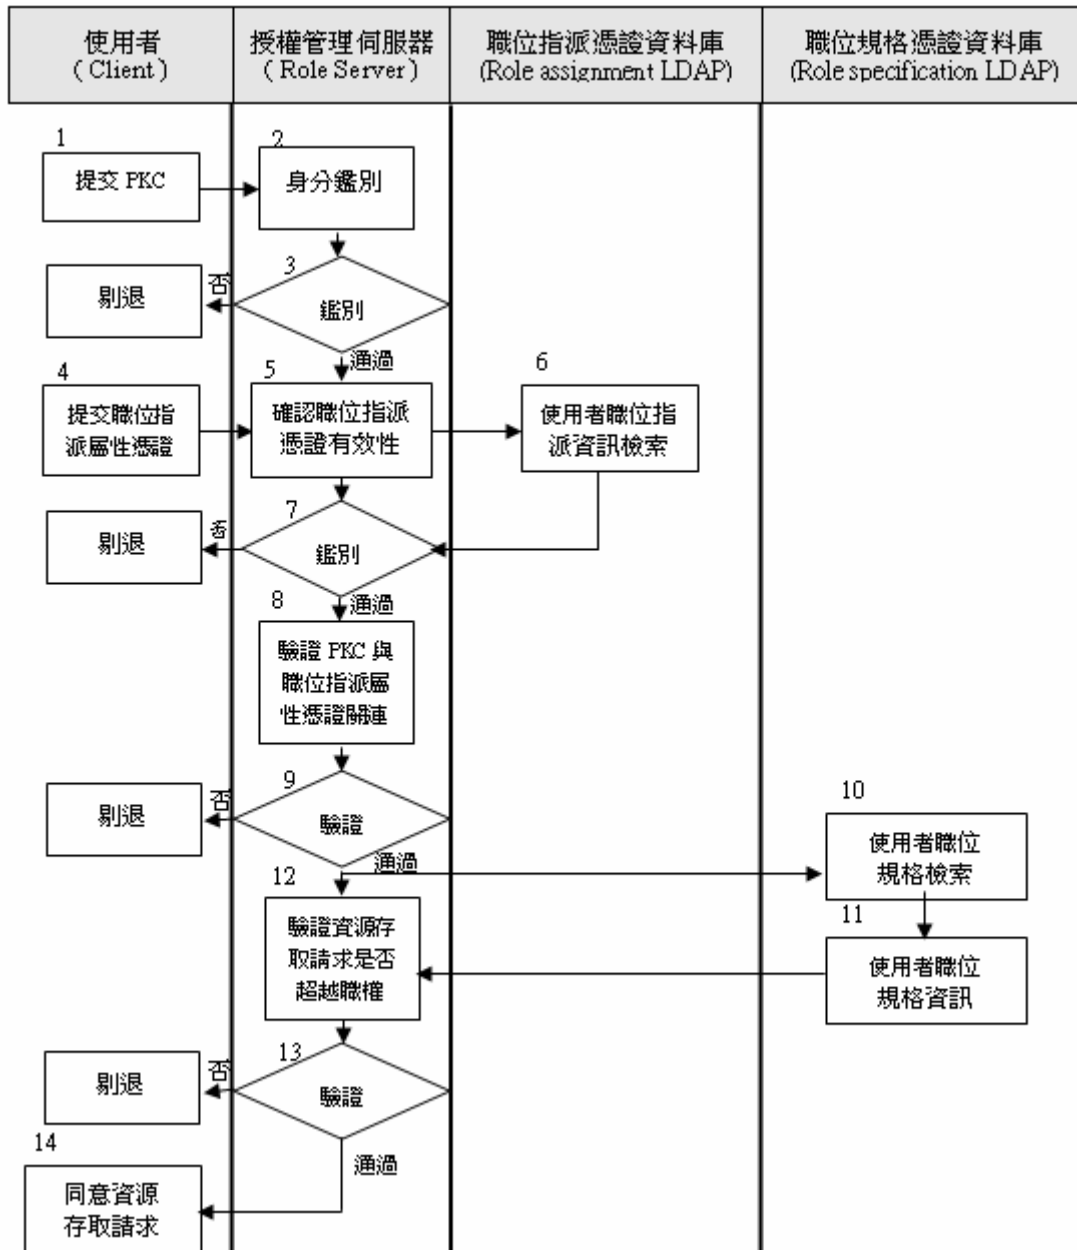 使用者
( Client )
授權管理伺服器
( Role Server )
職位指派憑證資料庫
(Role assignment LDAP)
職位規格憑證資料庫
(Role specification LDAP)
1
提交 PKC
2
身分鑑別
3
鑑別
否
剔退
通過
4
提交職位指
派屬性憑證
5
確認職位指派
憑證有效性
6
使用者職位指
派資訊檢索
7
鑑別
否
剔退
通過
8
驗證 PKC 與
職位指派屬
性憑證關連
9
驗證
否
剔退
通過
10
使用者職位
規格檢索
11
使用者職位
規格資訊
12
驗證資源存
取請求是否
超越職權
13
驗證
否
剔退
通過
14
同意資源
存取請求